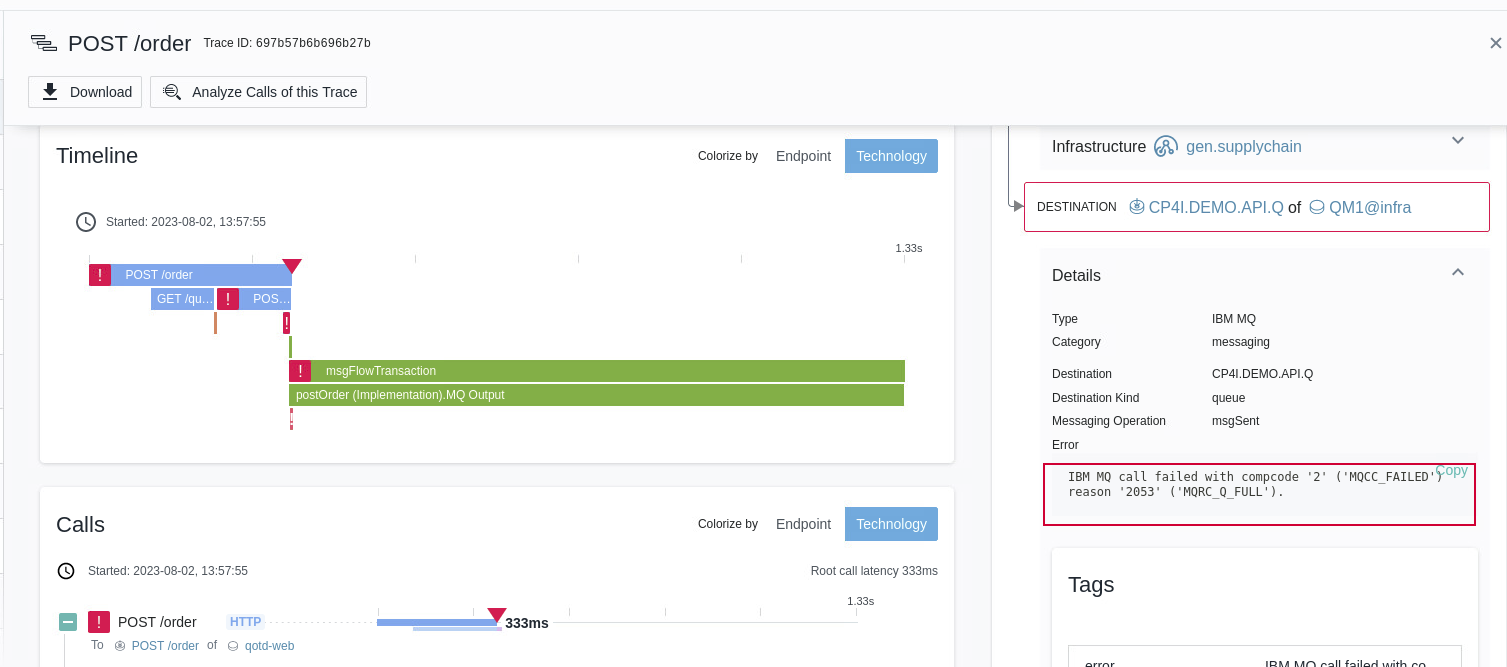 POST /order Trace ID: 697b57b6b696b27b
Download Analyze Calls of this Trace
Timeline
Colorize by Endpoint Technology
Started: 2023-08-02, 13:57:55
1.33s
! POST /order
GET /qu... ! POS...
!
! msgFlowTransaction
postOrder (Implementation).MQ Output
Calls
Colorize by Endpoint Technology
Started: 2023-08-02, 13:57:55 Root call latency 333ms
1.33s
! POST /order HTTP 333ms
To POST /order of qotd-web
Infrastructure gen.supplychain
DESTINATION CP4I.DEMO.API.Q of QM1@infra
Details
Type IBM MQ
Category messaging
Destination CP4I.DEMO.API.Q
Destination Kind queue
Messaging Operation msgSent
Error
Copy
IBM MQ call failed with compcode '2' ('MQCC_FAILED')
reason '2053' ('MQRC_Q_FULL').
Tags
error IBM MQ call failed with co